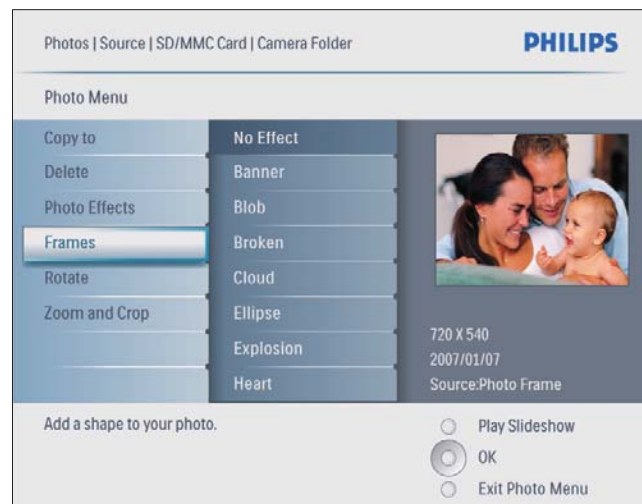 Photos | Source | SD/MMC Card | Camera Folder
PHILIPS
Photo Menu
Copy to
Delete
Photo Effects
Frames
Rotate
Zoom and Crop
No Effect
Banner
Blob
Broken
Cloud
Ellipse
Explosion
Heart
720 X 540
2007/01/07
Source:Photo Frame
Add a shape to your photo.
Play Slideshow
OK
Exit Photo Menu